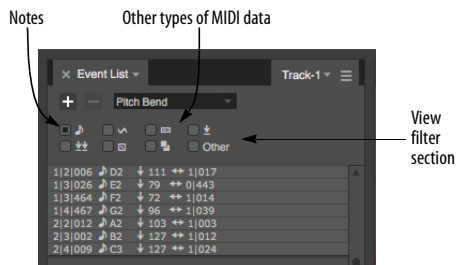 Notes
Other types of MIDI data
× Event List
Track-1
+ − Pitch Bend
Other
View
filter
section
1|2|006 D2 111 1|017
1|3|026 E2 79 0|443
1|3|464 F2 72 1|014
1|4|467 G2 96 1|039
2|2|012 A2 103 1|003
2|3|002 B2 127 1|012
2|4|009 C3 127 1|024